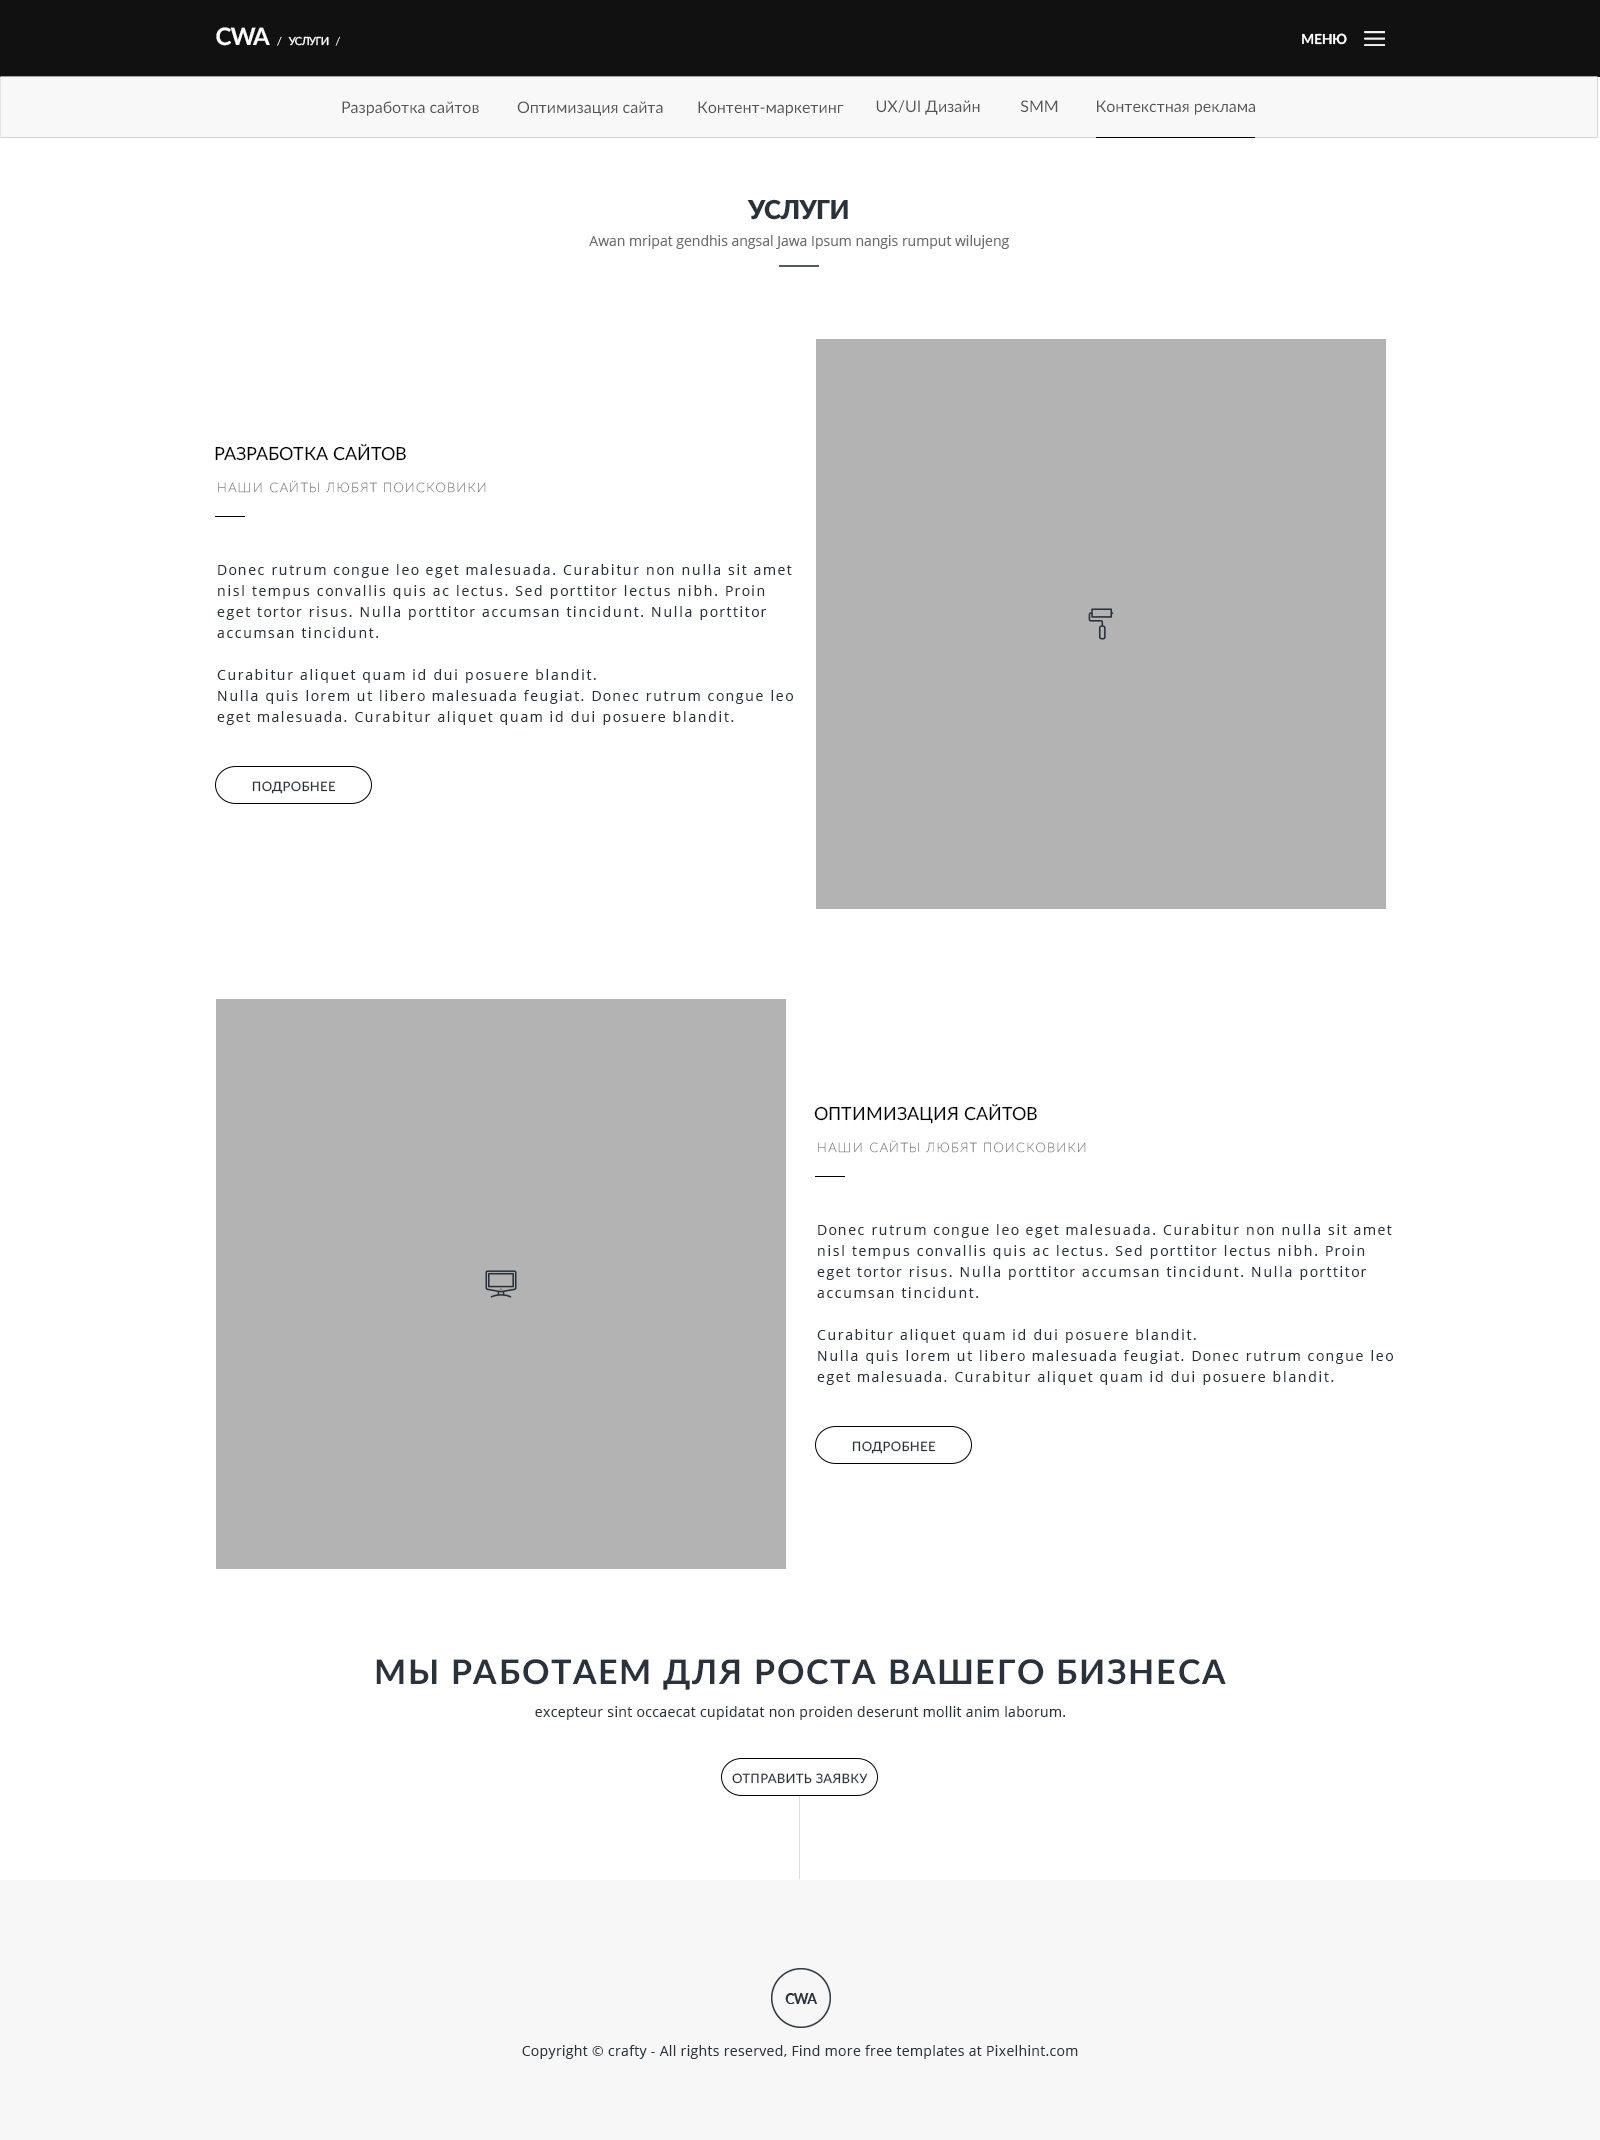 CWA / УСЛУГИ /
МЕНЮ
Разработка сайтов Оптимизация сайта Контент-маркетинг UX/UI Дизайн SMM Контекстная реклама
УСЛУГИ
Awan mripat gendhis angsal Jawa Ipsum nangis rumput wilujeng
РАЗРАБОТКА САЙТОВ
НАШИ САЙТЫ ЛЮБЯТ ПОИСКОВИКИ
Donec rutrum congue leo eget malesuada. Curabitur non nulla sit amet
nisl tempus convallis quis ac lectus. Sed porttitor lectus nibh. Proin
eget tortor risus. Nulla porttitor accumsan tincidunt. Nulla porttitor
accumsan tincidunt.
Curabitur aliquet quam id dui posuere blandit.
Nulla quis lorem ut libero malesuada feugiat. Donec rutrum congue leo
eget malesuada. Curabitur aliquet quam id dui posuere blandit.
ПОДРОБНЕЕ
ОПТИМИЗАЦИЯ САЙТОВ
НАШИ САЙТЫ ЛЮБЯТ ПОИСКОВИКИ
Donec rutrum congue leo eget malesuada. Curabitur non nulla sit amet
nisl tempus convallis quis ac lectus. Sed porttitor lectus nibh. Proin
eget tortor risus. Nulla porttitor accumsan tincidunt. Nulla porttitor
accumsan tincidunt.
Curabitur aliquet quam id dui posuere blandit.
Nulla quis lorem ut libero malesuada feugiat. Donec rutrum congue leo
eget malesuada. Curabitur aliquet quam id dui posuere blandit.
ПОДРОБНЕЕ
МЫ РАБОТАЕМ ДЛЯ РОСТА ВАШЕГО БИЗНЕСА
excepteur sint occaecat cupidatat non proiden deserunt mollit anim laborum.
ОТПРАВИТЬ ЗАЯВКУ
CWA
Copyright © crafty - All rights reserved, Find more free templates at Pixelhint.com